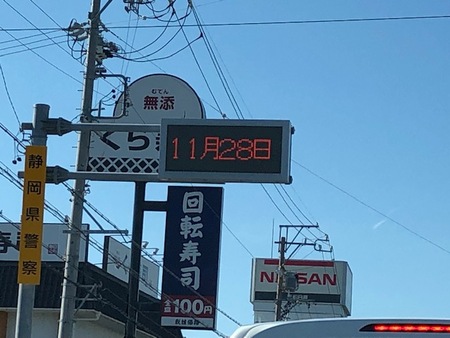 むてん
無添
くら
11月28日
静岡県警察
回転寿司
100円
NISSAN
寿